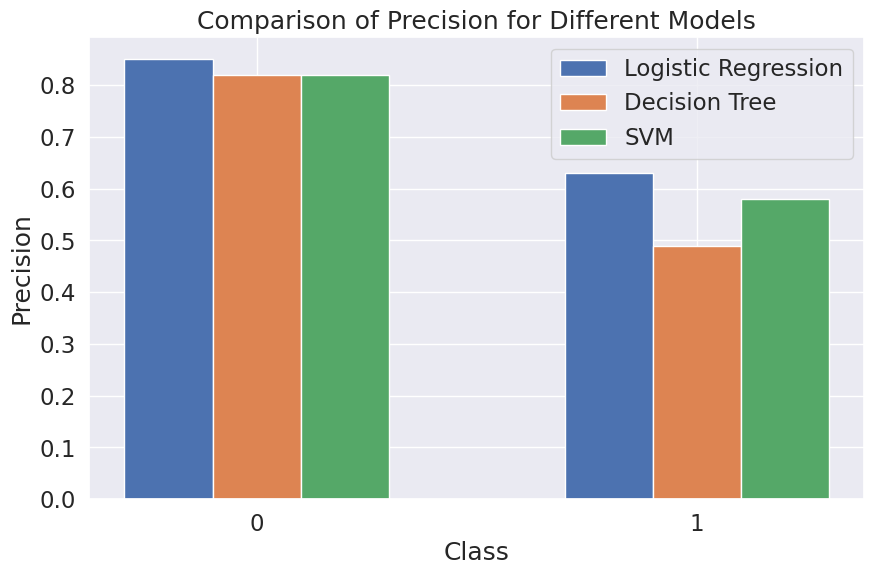 Comparison of Precision for Different Models
Logistic Regression
Decision Tree
SVM
Precision
0.8
0.7
0.6
0.5
0.4
0.3
0.2
0.1
0.0
0
1
Class